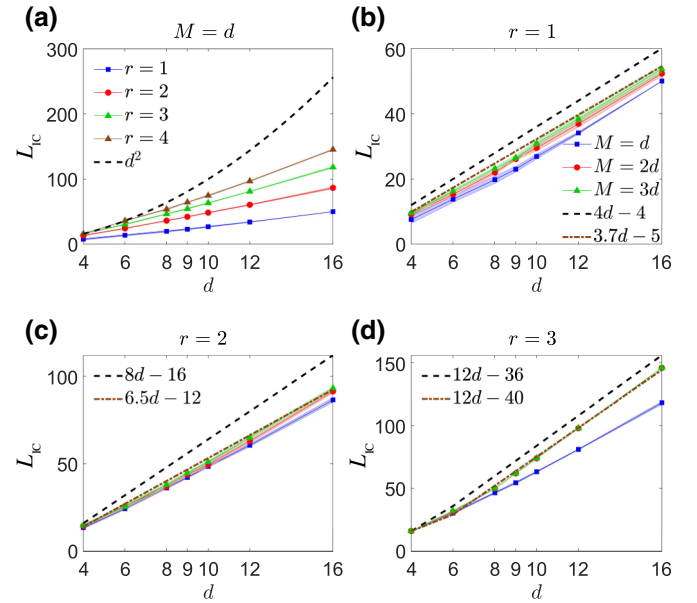 (a)
M = d
300
200
100
0
L_IC
r = 1
r = 2
r = 3
r = 4
d²
4 6 8 9 10 12 16
d
(b)
r = 1
60
40
20
0
L_IC
M = d
M = 2d
M = 3d
4d − 4
3.7d − 5
4 6 8 9 10 12 16
d
(c)
r = 2
100
50
0
L_IC
8d − 16
6.5d − 12
4 6 8 9 10 12 16
d
(d)
r = 3
150
100
50
0
L_IC
12d − 36
12d − 40
4 6 8 9 10 12 16
d